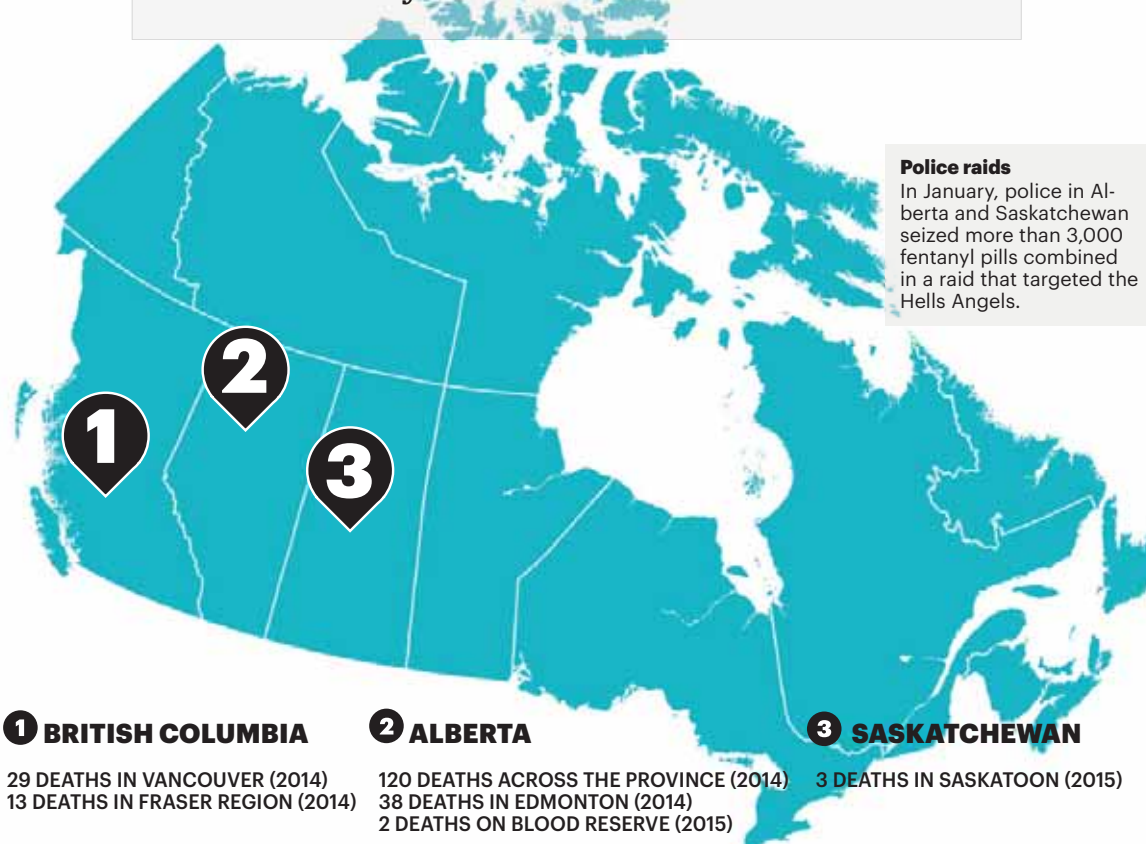 Police raids
In January, police in Al-
berta and Saskatchewan
seized more than 3,000
fentanyl pills combined
in a raid that targeted the
Hells Angels.
2
1
3
1 BRITISH COLUMBIA
29 DEATHS IN VANCOUVER (2014)
13 DEATHS IN FRASER REGION (2014)
2 ALBERTA
120 DEATHS ACROSS THE PROVINCE (2014)
38 DEATHS IN EDMONTON (2014)
2 DEATHS ON BLOOD RESERVE (2015)
3 SASKATCHEWAN
3 DEATHS IN SASKATOON (2015)